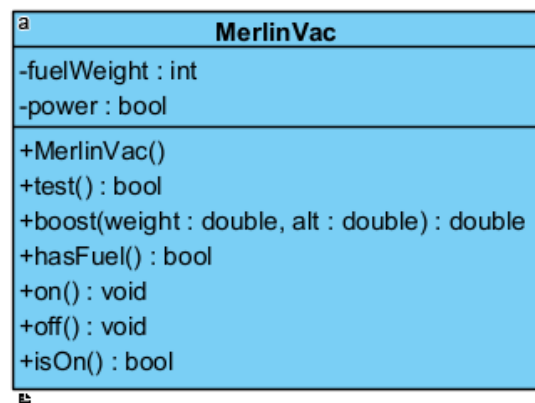 a
MerlinVac
-fuelWeight : int
-power : bool
+MerlinVac()
+test() : bool
+boost(weight : double, alt : double) : double
+hasFuel() : bool
+on() : void
+off() : void
+isOn() : bool